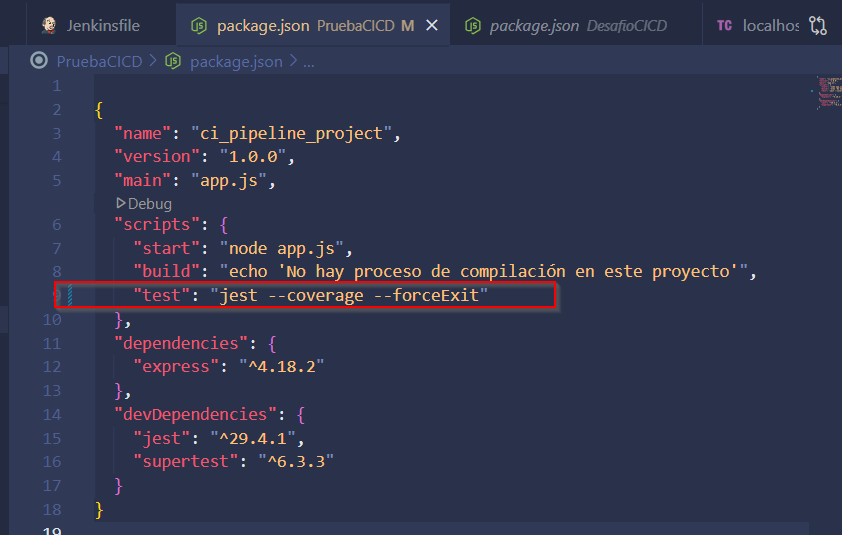 Jenkinsfile package.json PruebaCICD M package.json DesafioCICD TC localhos
PruebaCICD > package.json > ...
1
2 {
3 "name": "ci_pipeline_project",
4 "version": "1.0.0",
5 "main": "app.js",
Debug
6 "scripts": {
7 "start": "node app.js",
8 "build": "echo 'No hay proceso de compilación en este proyecto'",
9 "test": "jest --coverage --forceExit"
10 },
11 "dependencies": {
12 "express": "^4.18.2"
13 },
14 "devDependencies": {
15 "jest": "^29.4.1",
16 "supertest": "^6.3.3"
17 }
18 }
19